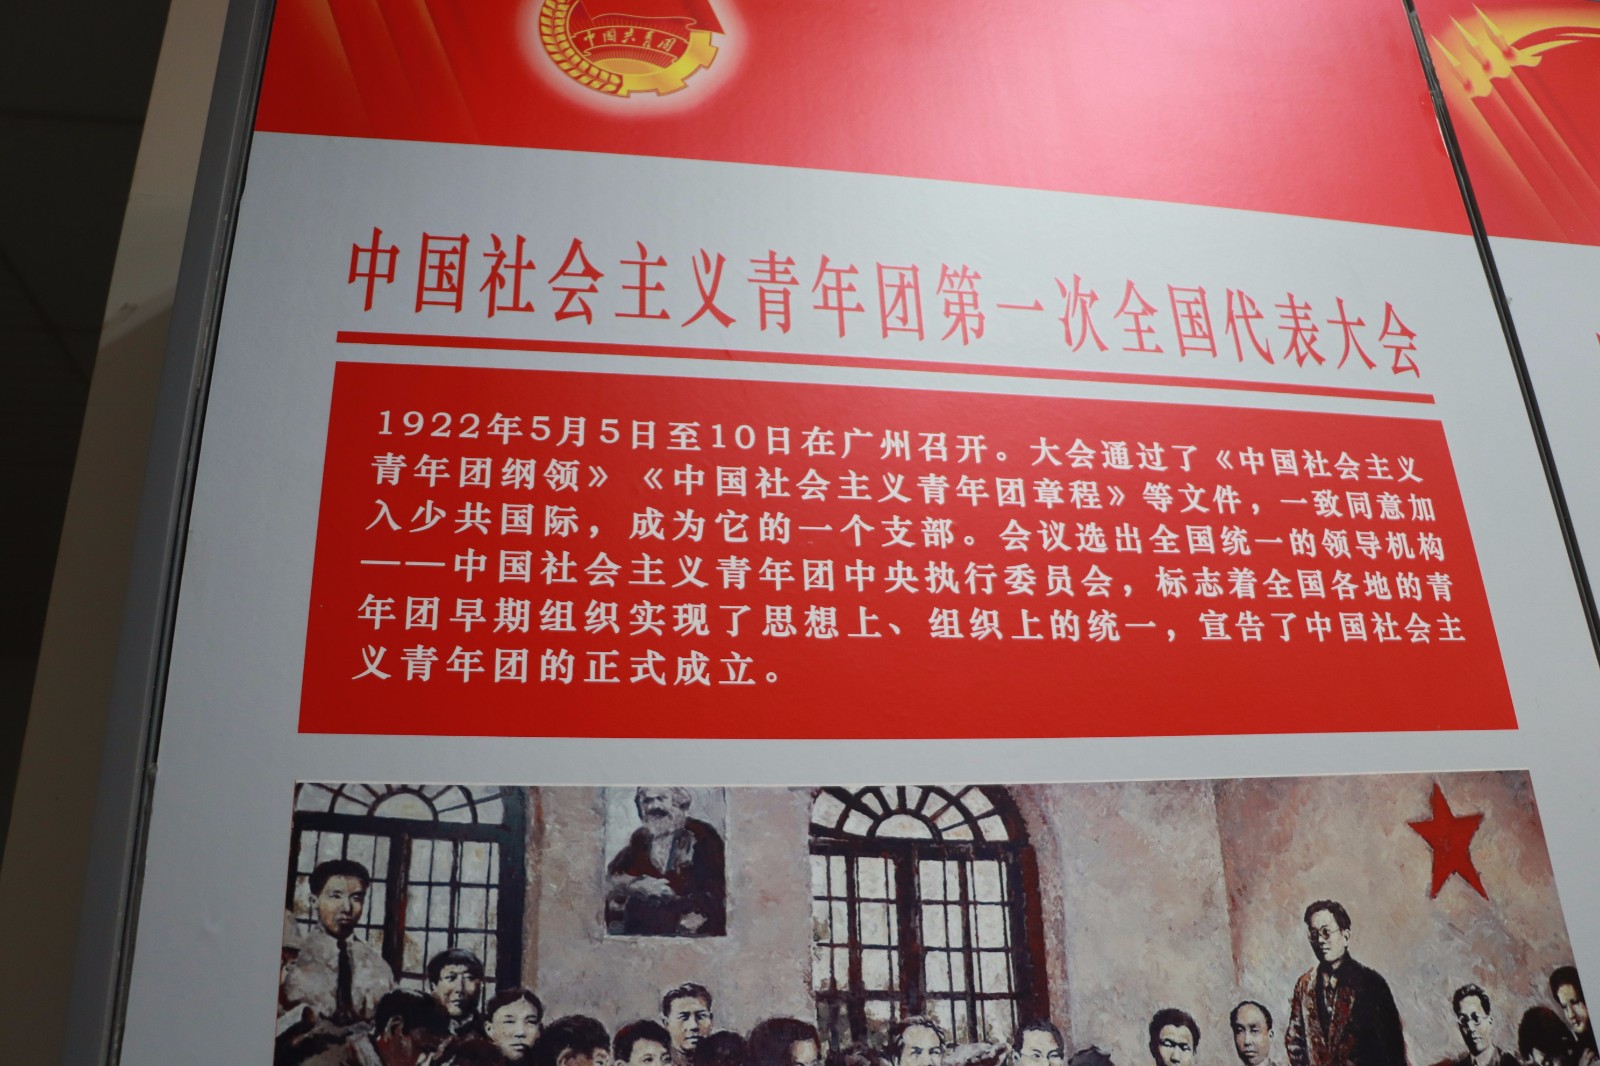 中国共青团
中国社会主义青年团第一次全国代表大会
1922年5月5日至10日在广州召开。大会通过了《中国社会主义
青年团纲领》《中国社会主义青年团章程》等文件，一致同意加
入少共国际，成为它的一个支部。会议选出全国统一的领导机构
——中国社会主义青年团中央执行委员会，标志着全国各地的青
年团早期组织实现了思想上、组织上的统一，宣告了中国社会主
义青年团的正式成立。